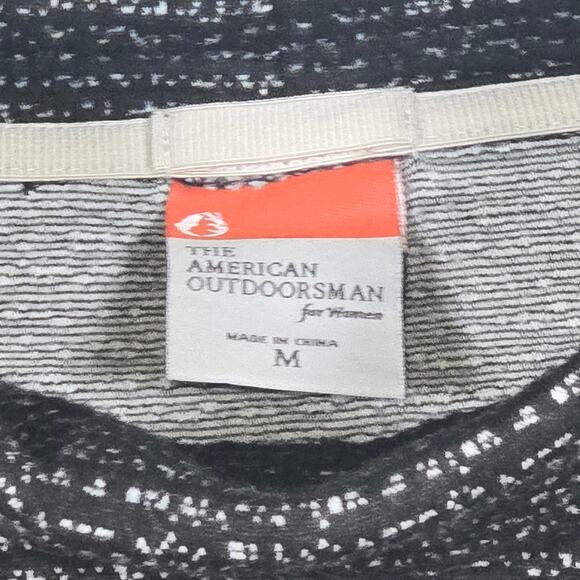 THE
AMERICAN
OUTDOORSMAN
for Women
MADE IN CHINA
M